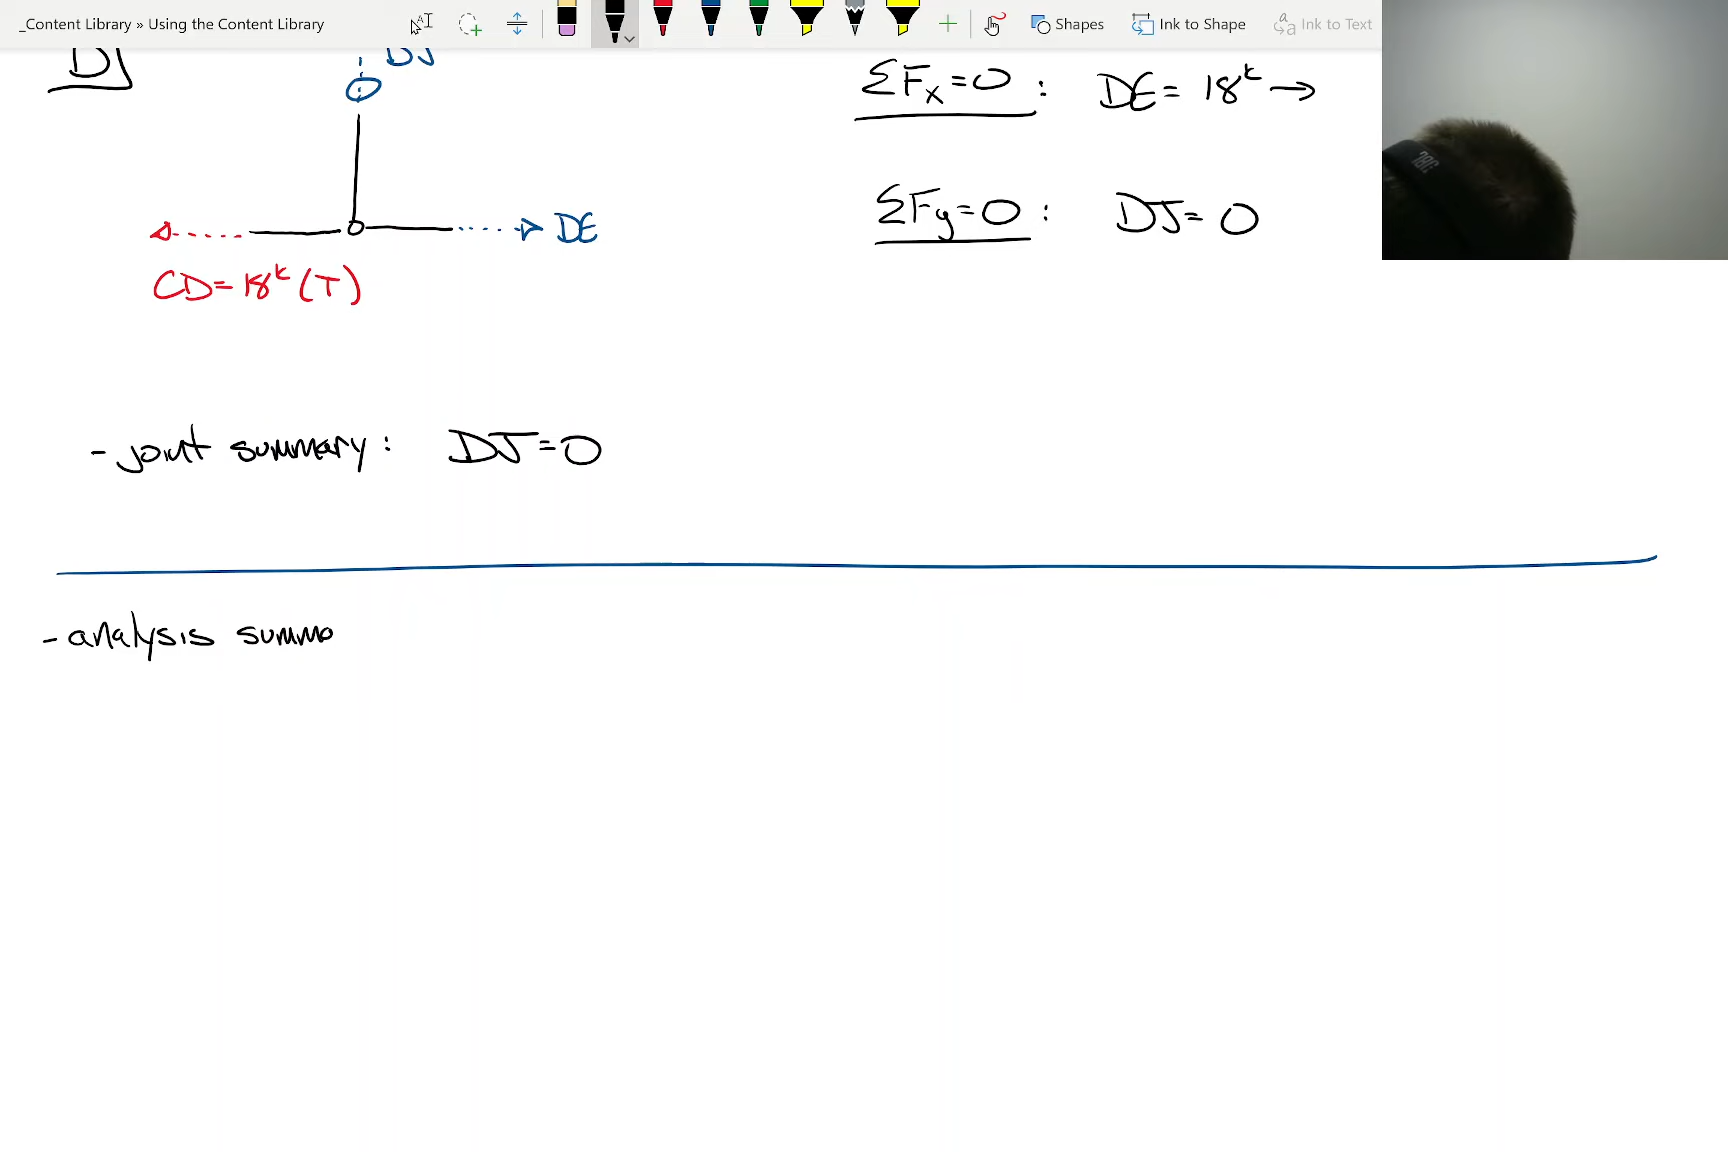 _Content Library » Using the Content Library
Shapes
Ink to Shape
Ink to Text
DJ
ΣFx=0 : DE= 18ᵏ →
ΣFy=0 : DJ= 0
DE
CD= 18ᵏ (T)
- joint summary: DJ=0
- analysis summa
JBL